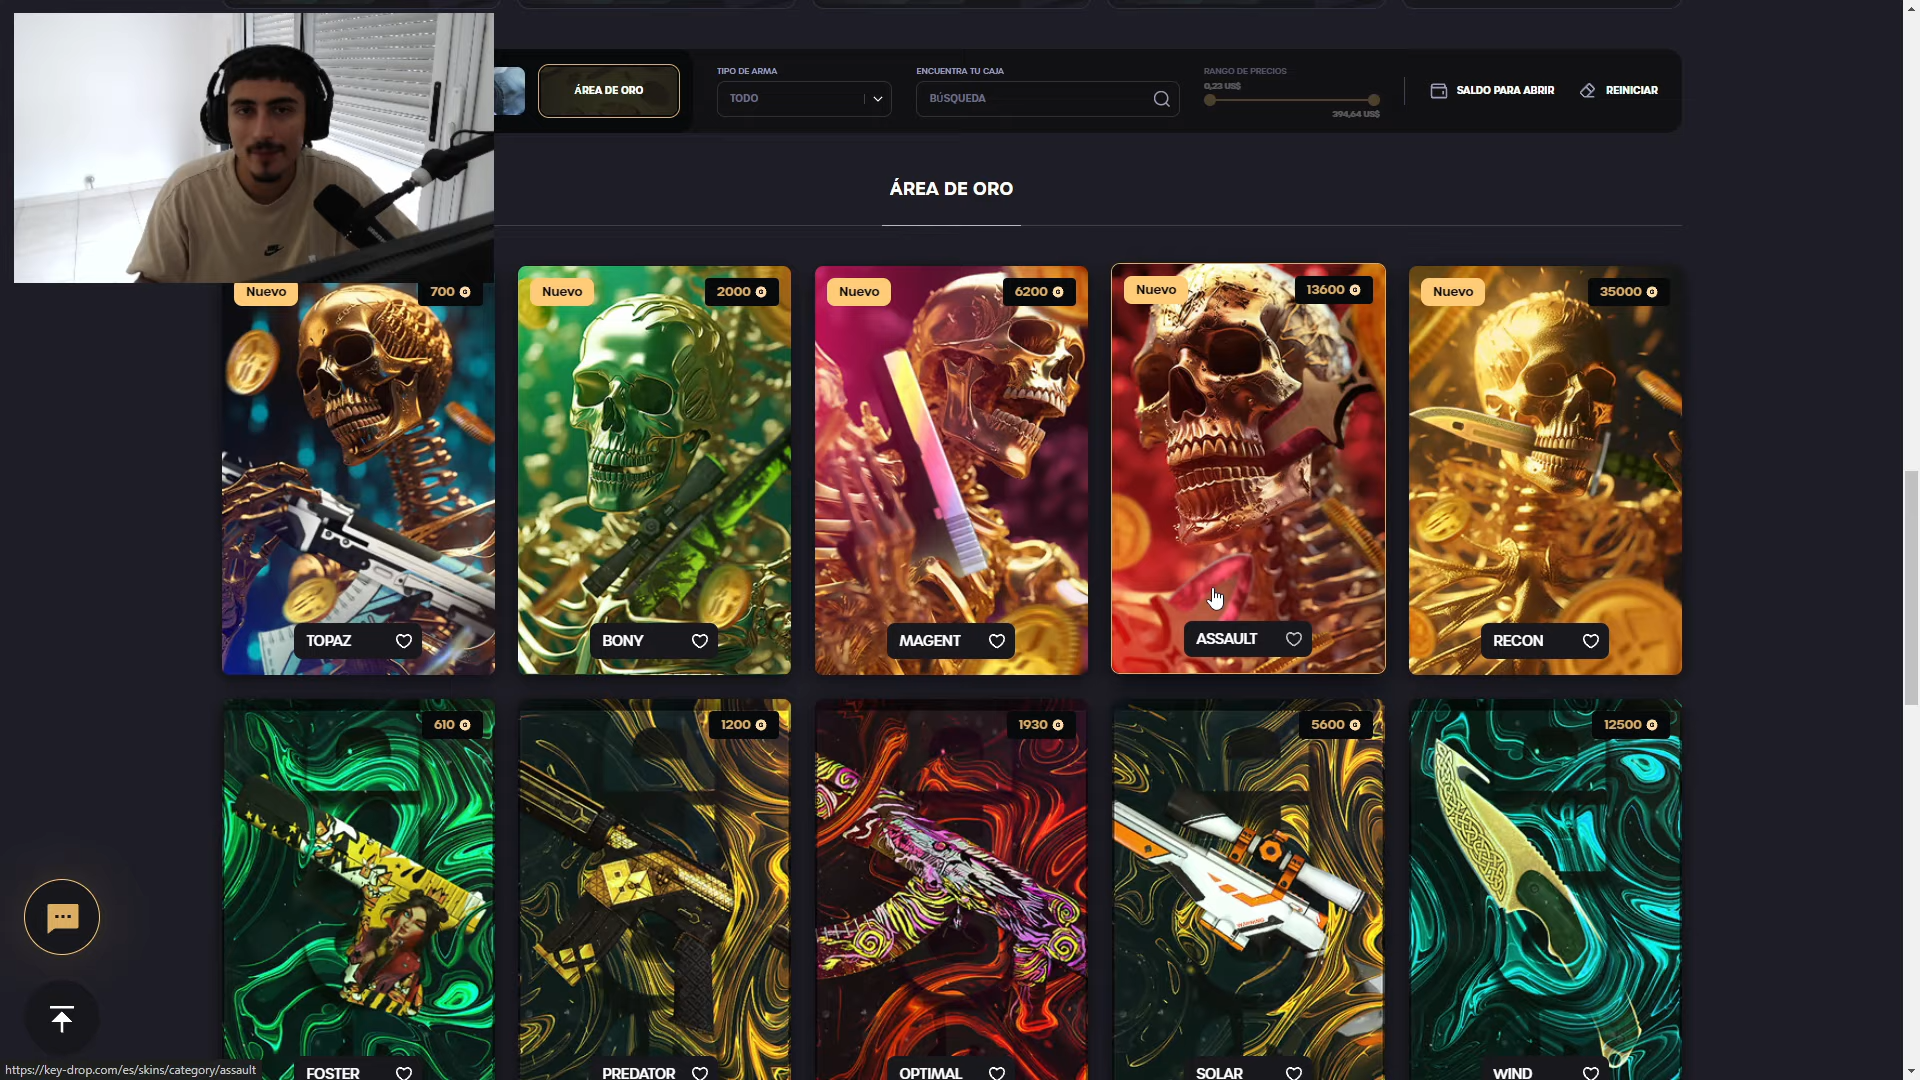 ÁREA DE ORO
TIPO DE ARMA
TODO
ENCUENTRA TU CAJA
BÚSQUEDA
RANGO DE PRECIOS
0,23 US$
394,64 US$
SALDO PARA ABRIR
REINICIAR
ÁREA DE ORO
Nuevo
700
TOPAZ
Nuevo
2000
BONY
Nuevo
6200
MAGENT
Nuevo
13600
ASSAULT
Nuevo
35000
RECON
610
FOSTER
1200
PREDATOR
1930
OPTIMAL
5600
SOLAR
12500
WIND
https://key-drop.com/es/skins/category/assault